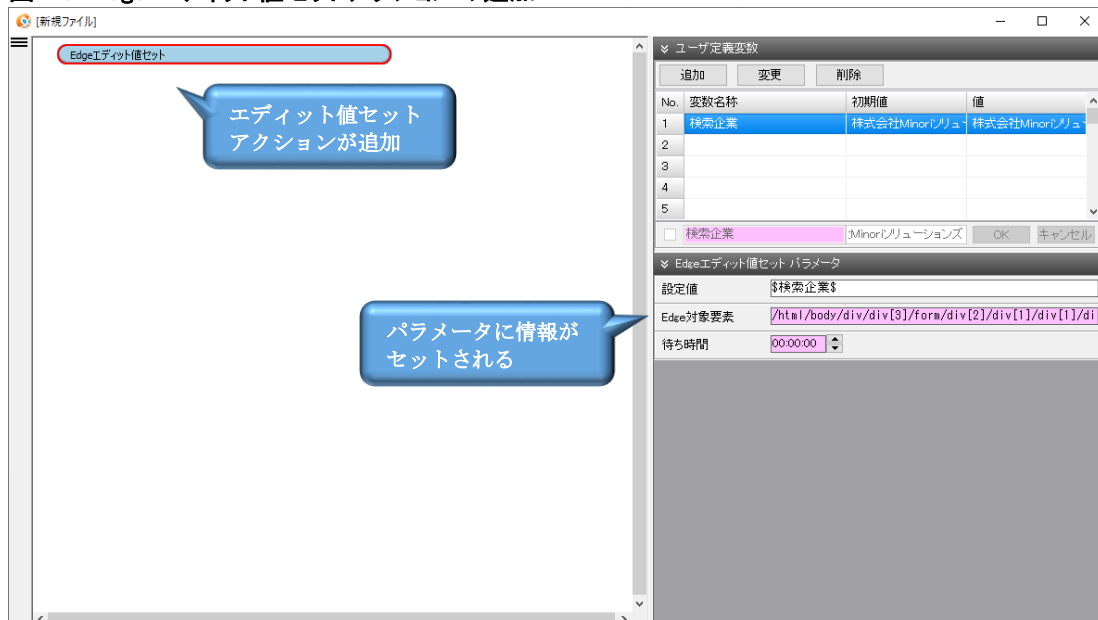 [新規ファイル]
Edgeエディット値セット
エディット値セット
アクションが追加
パラメータに情報が
セットされる
ユーザ定義変数
追加 変更 削除
No. 変数名称 初期値 値
1 検索企業 株式会社Minoriソリュー 株式会社Minoriソリュー
2
3
4
5
検索企業 Minoriソリューションズ OK キャンセル
Edgeエディット値セット パラメータ
設定値 $検索企業$
Edge対象要素 /html/body/div/div[3]/form/div[2]/div[1]/div[1]/di
待ち時間 00:00:00